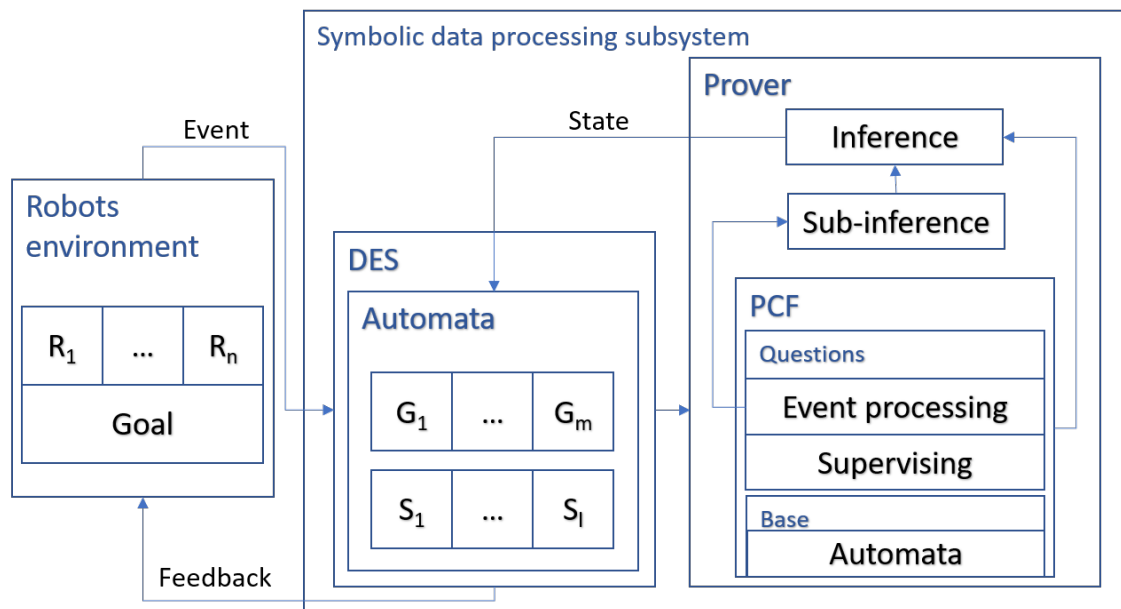 Symbolic data processing subsystem
Prover
Event
State
Inference
Robots
environment
Sub-inference
DES
PCF
Automata
R₁ ... Rₙ
Questions
Goal
G₁ ... Gₘ
Event processing
Supervising
S₁ ... Sₗ
Base
Automata
Feedback